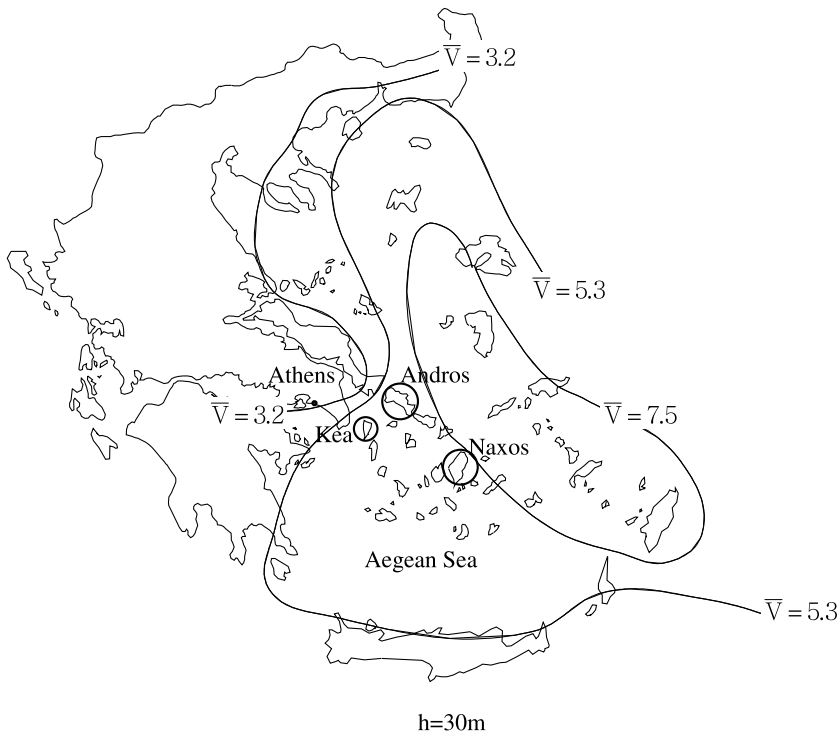 V̅ = 3.2
V̅ = 5.3
Athens
Andros
V̅ = 3.2
V̅ = 7.5
Kea
Naxos
Aegean Sea
V̅ = 5.3
h=30m